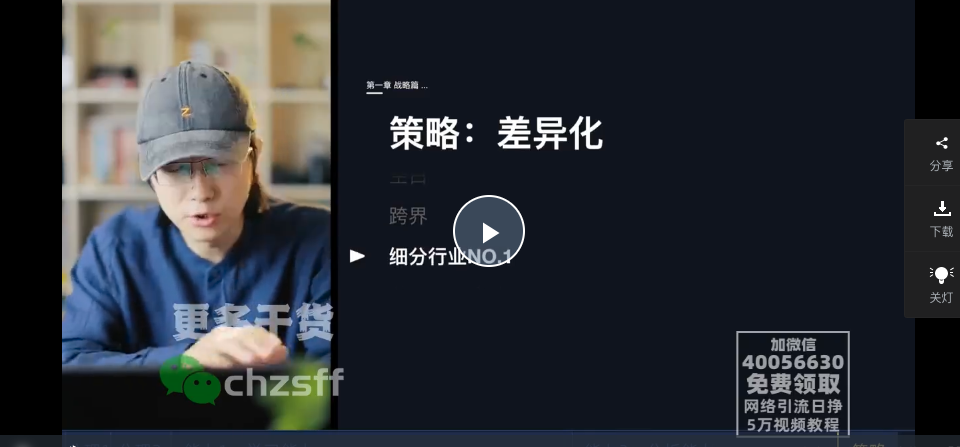 第一章 战略篇 ...
策略：差异化
跨界
细分行业NO.1
分享
下载
关灯
Z
更多干货
chzsff
加微信
40056630
免费领取
网络引流日挣
5万视频教程